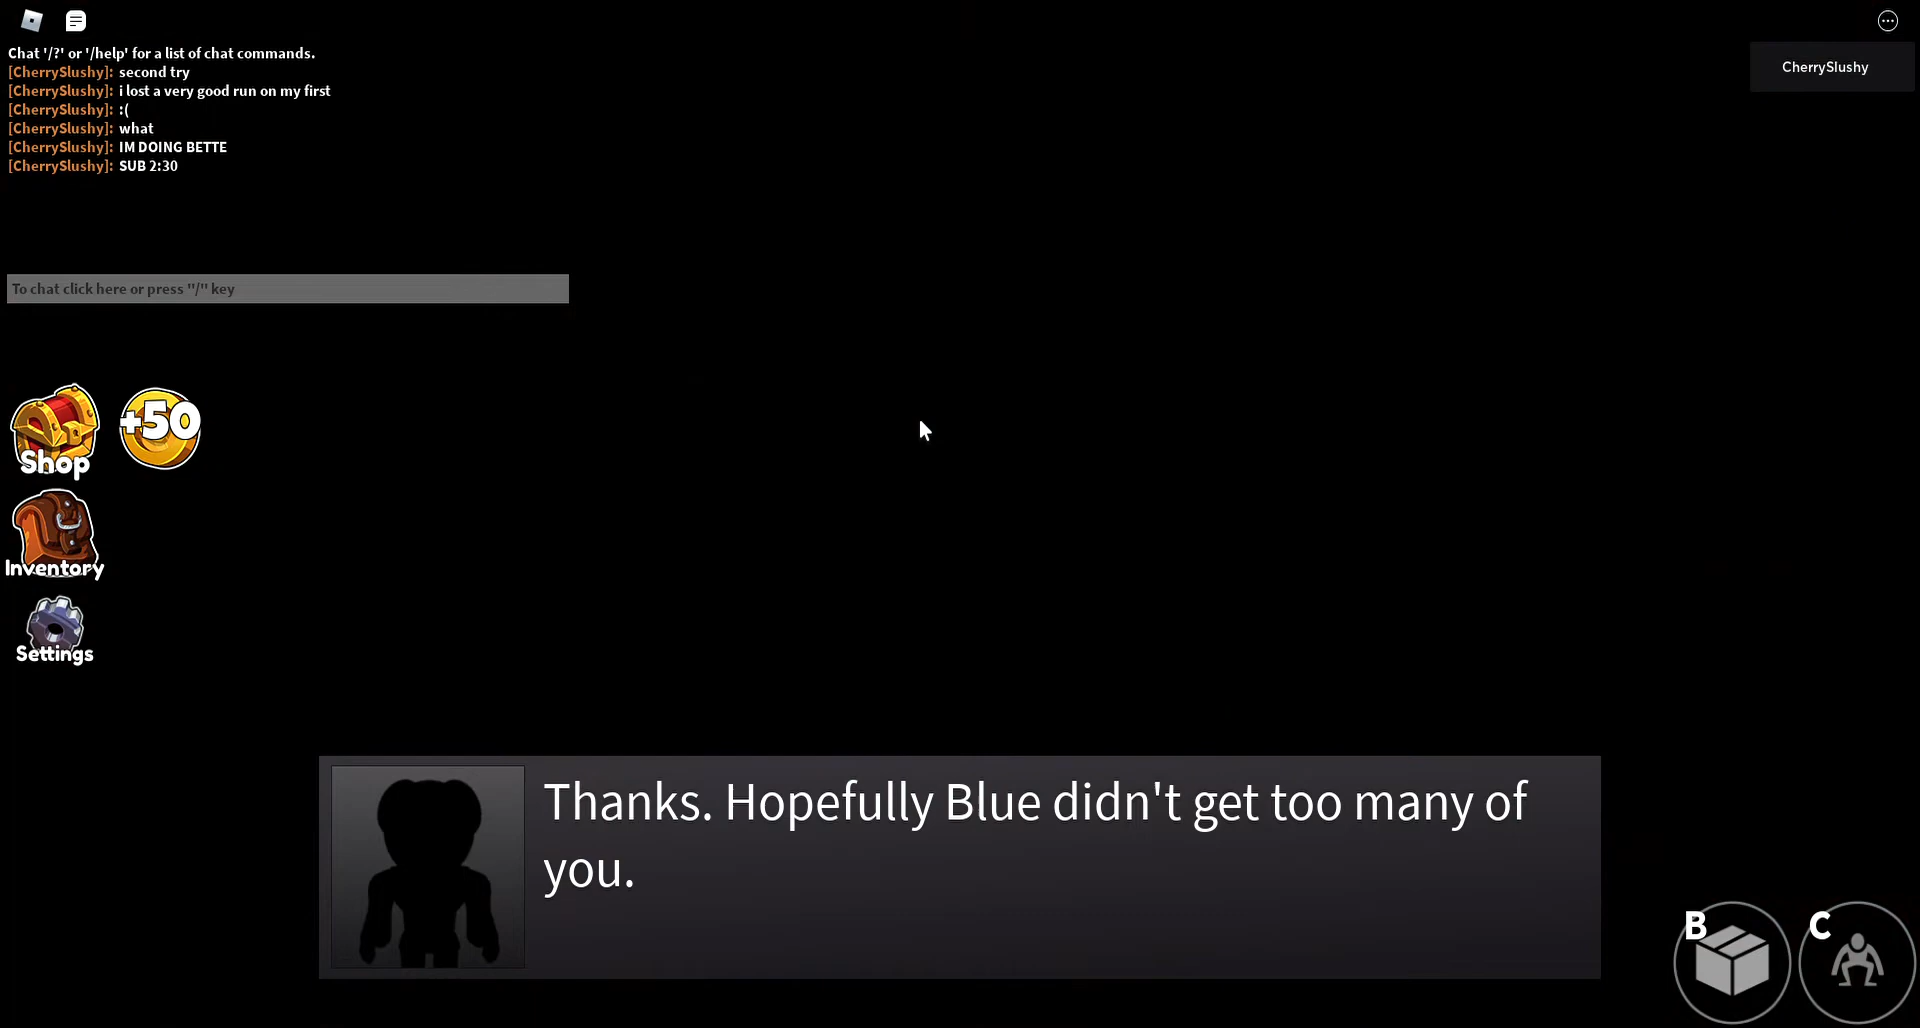 Chat '/?' or '/help' for a list of chat commands.
CherrySlushy
[CherrySlushy]: second try
[CherrySlushy]: i lost a very good run on my first
[CherrySlushy]: :(
[CherrySlushy]: what
[CherrySlushy]: IM DOING BETTE
[CherrySlushy]: SUB 2:30
To chat click here or press "/" key
+50
Shop
Inventory
Settings
Thanks. Hopefully Blue didn't get too many of
you.
B
C